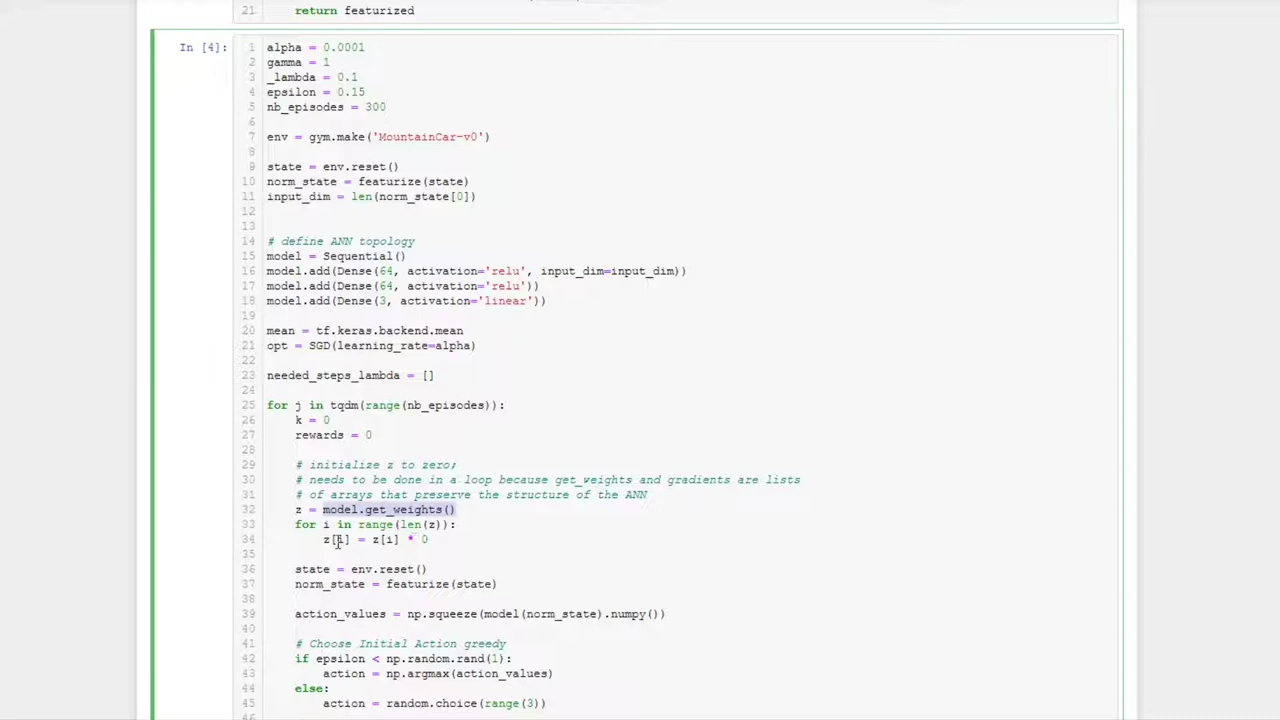 21 return featurized
In [4]:
1 alpha = 0.0001
2 gamma = 1
3 _lambda = 0.1
4 epsilon = 0.15
5 nb_episodes = 300
6
7 env = gym.make('MountainCar-v0')
8
9 state = env.reset()
10 norm_state = featurize(state)
11 input_dim = len(norm_state[0])
12
13
14 # define ANN topology
15 model = Sequential()
16 model.add(Dense(64, activation='relu', input_dim=input_dim))
17 model.add(Dense(64, activation='relu'))
18 model.add(Dense(3, activation='linear'))
19
20 mean = tf.keras.backend.mean
21 opt = SGD(learning_rate=alpha)
22
23 needed_steps_lambda = []
24
25 for j in tqdm(range(nb_episodes)):
26 k = 0
27 rewards = 0
28
29 # initialize z to zero;
30 # needs to be done in a loop because get_weights and gradients are lists
31 # of arrays that preserve the structure of the ANN
32 z = model.get_weights()
33 for i in range(len(z)):
34 z[i] = z[i] * 0
35
36 state = env.reset()
37 norm_state = featurize(state)
38
39 action_values = np.squeeze(model(norm_state).numpy())
40
41 # Choose Initial Action greedy
42 if epsilon < np.random.rand(1):
43 action = np.argmax(action_values)
44 else:
45 action = random.choice(range(3))
46